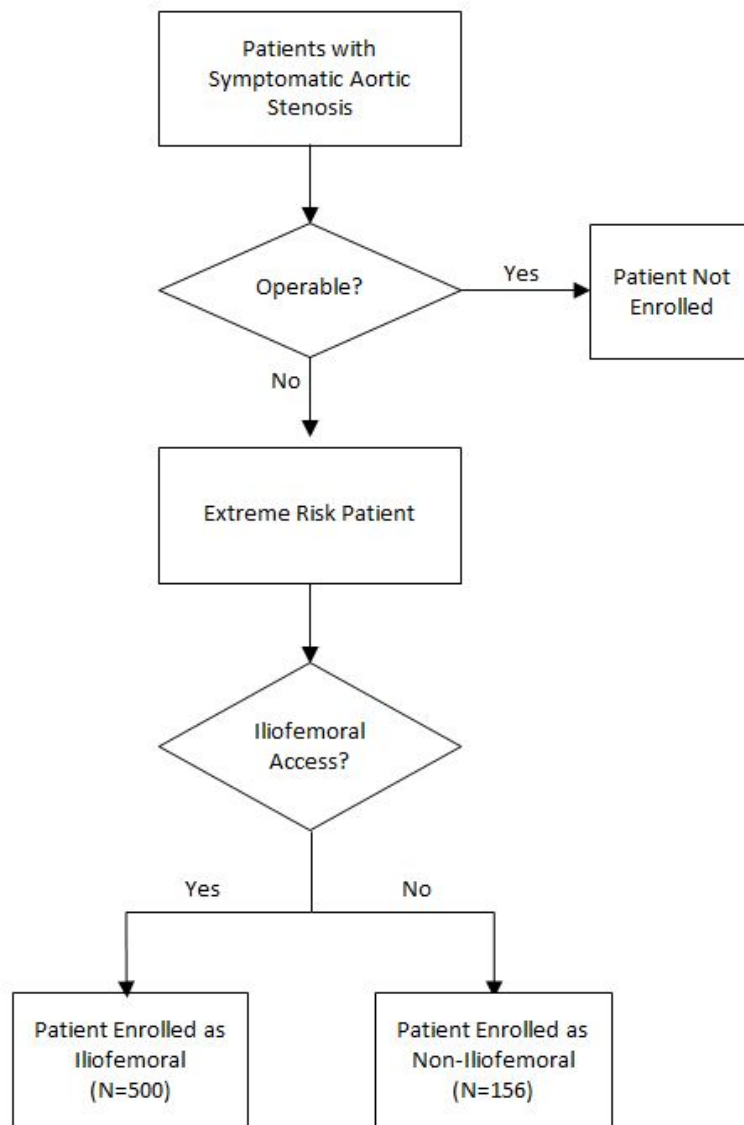 Patients with
Symptomatic Aortic
Stenosis
Operable?
Yes
Patient Not
Enrolled
No
Extreme Risk Patient
Iliofemoral
Access?
Yes
No
Patient Enrolled as
Iliofemoral
(N=500)
Patient Enrolled as
Non-Iliofemoral
(N=156)